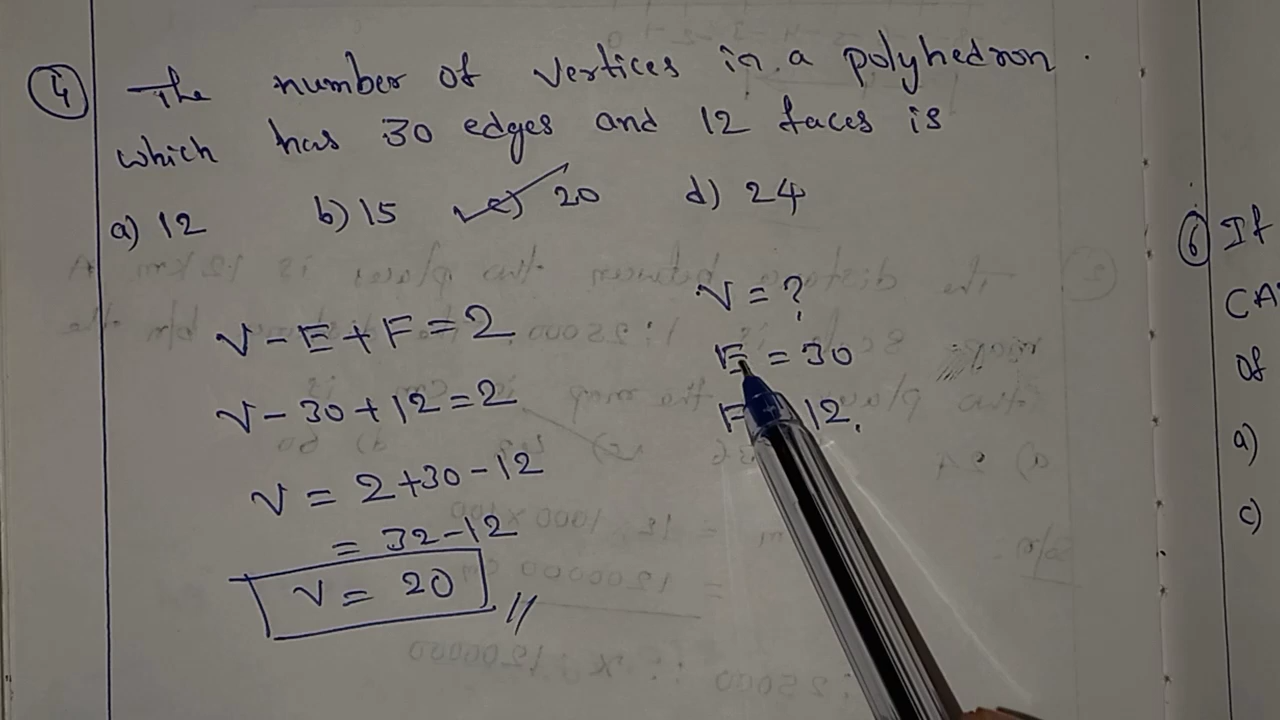 4 The number of vertices in a polyhedron
which has 30 edges and 12 faces is
a) 12 b) 15 c) 20 d) 24
V - E + F = 2
V - 30 + 12 = 2
V = 2 + 30 - 12
= 32 - 12
V = 20
V = ?
E = 30
F = 12.
6 If
CA
of
a)
c)